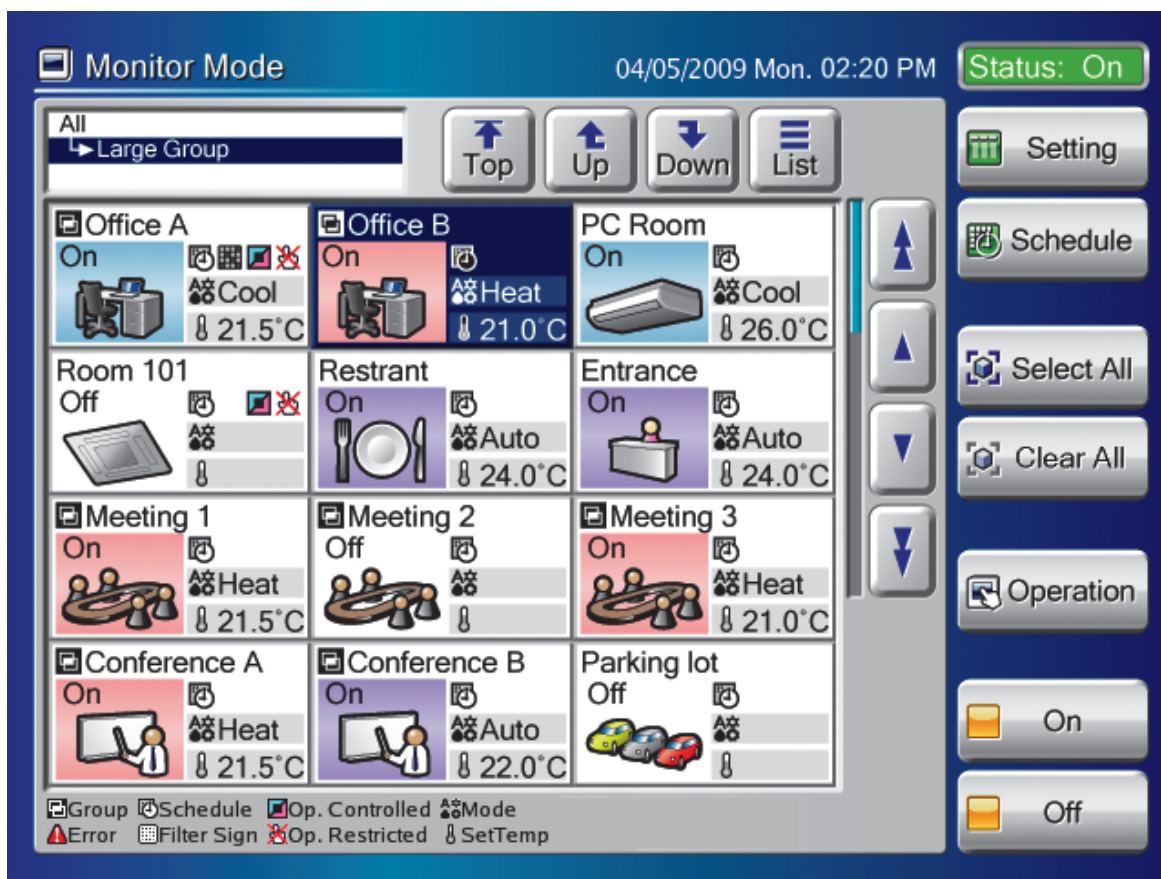 Monitor Mode 04/05/2009 Mon. 02:20 PM Status: On
All
Large Group
Top Up Down List
Setting
Schedule
Select All
Clear All
Operation
On
Off
Office A
On
Cool
21.5°C
Office B
On
Heat
21.0°C
PC Room
On
Cool
26.0°C
Room 101
Off
Restrant
On
Auto
24.0°C
Entrance
On
Auto
24.0°C
Meeting 1
On
Heat
21.5°C
Meeting 2
Off
Meeting 3
On
Heat
21.0°C
Conference A
On
Heat
21.5°C
Conference B
On
Auto
22.0°C
Parking lot
Off
Group Schedule Op. Controlled Mode
Error Filter Sign Op. Restricted SetTemp